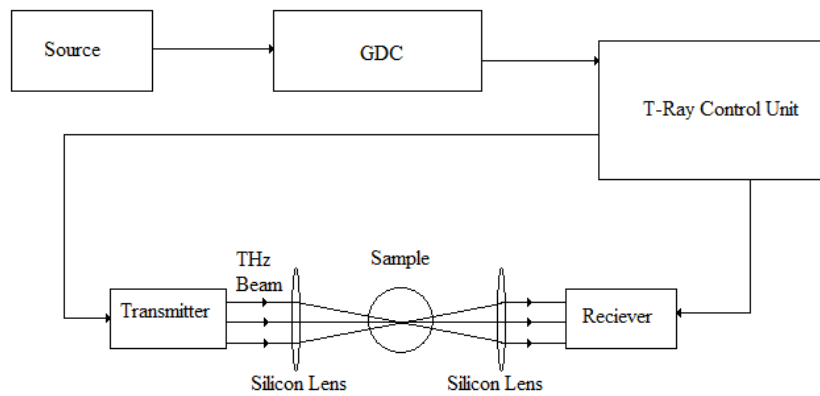 Source
GDC
T-Ray Control Unit
THz
Beam
Sample
Transmitter
Reciever
Silicon Lens
Silicon Lens